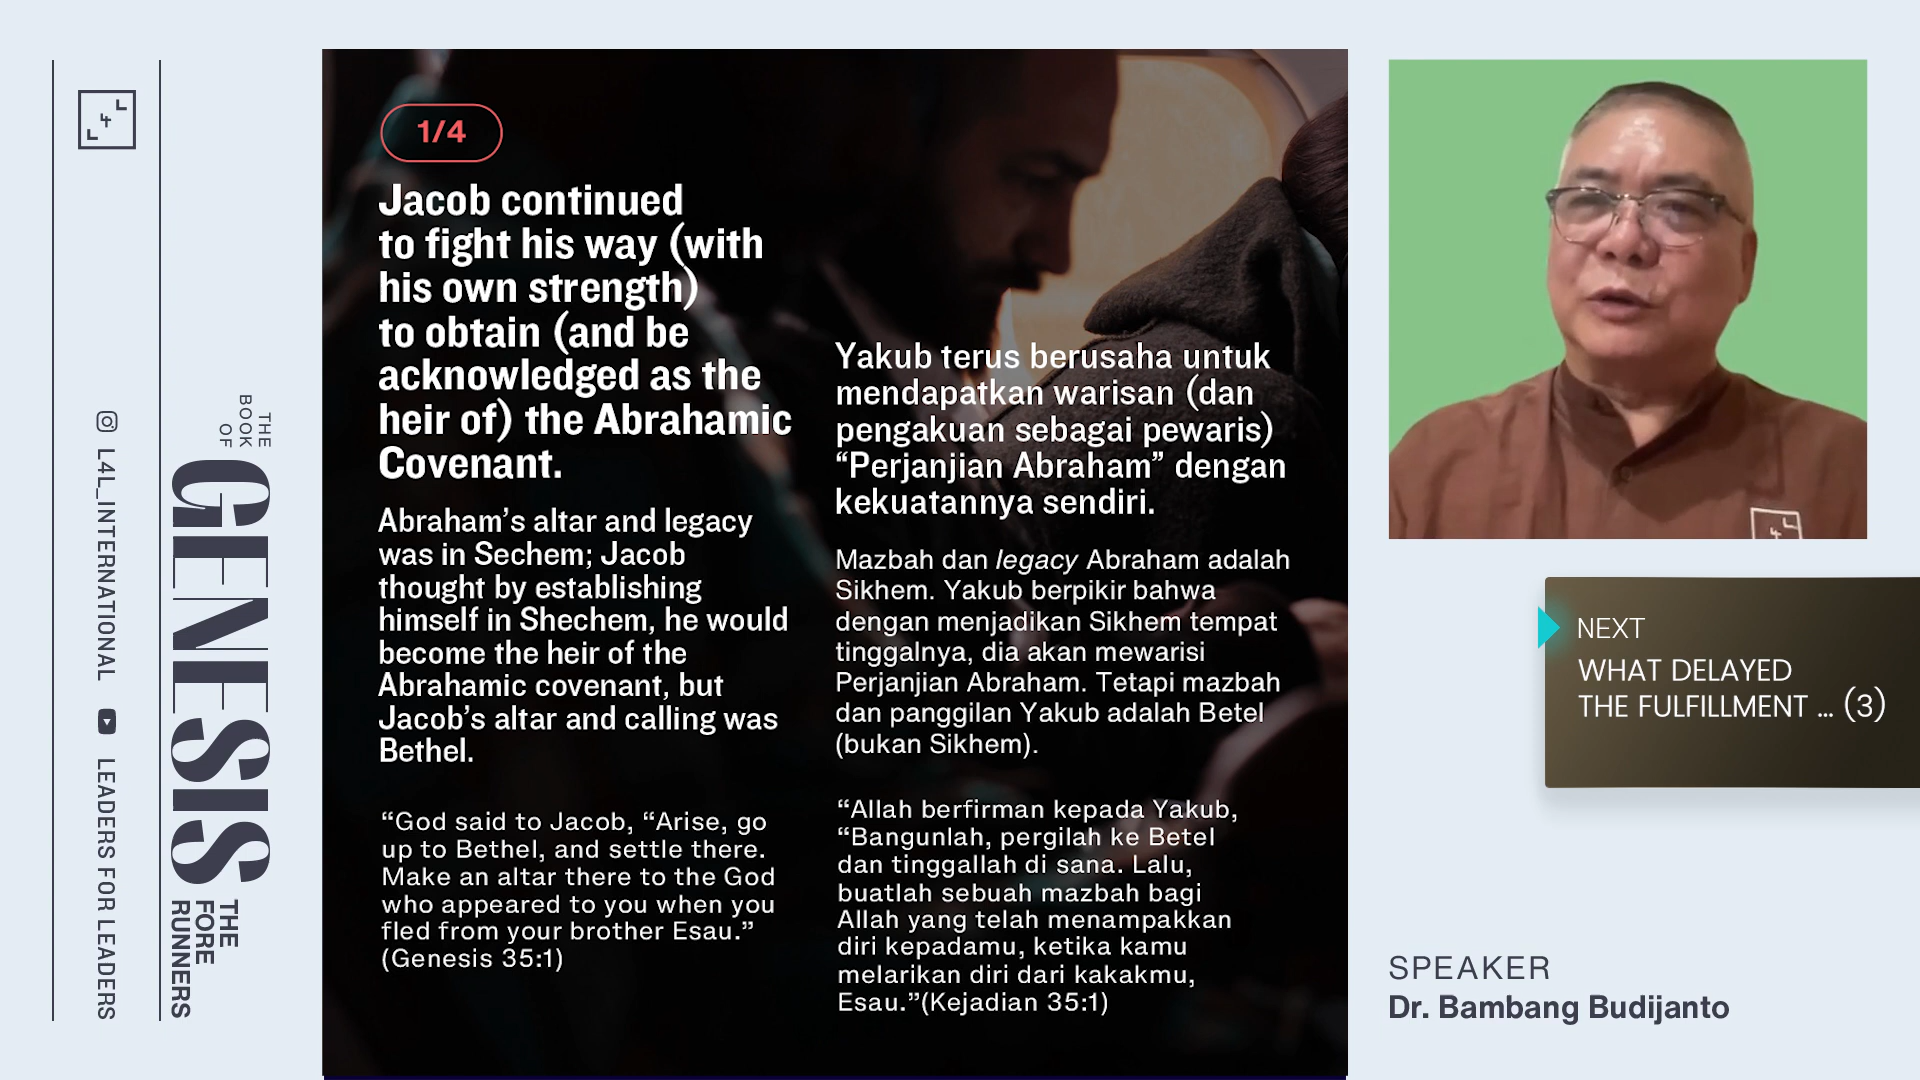 L4L_INTERNATIONAL
LEADERS FOR LEADERS
THE
BOOK
OF
GENESIS
THE
FORE
RUNNERS
1/4
Jacob continued
to fight his way (with
his own strength)
to obtain (and be
acknowledged as the
heir of) the Abrahamic
Covenant.
Abraham’s altar and legacy
was in Sechem; Jacob
thought by establishing
himself in Shechem, he would
become the heir of the
Abrahamic covenant, but
Jacob’s altar and calling was
Bethel.
“God said to Jacob, “Arise, go
up to Bethel, and settle there.
Make an altar there to the God
who appeared to you when you
fled from your brother Esau.”
(Genesis 35:1)
Yakub terus berusaha untuk
mendapatkan warisan (dan
pengakuan sebagai pewaris)
“Perjanjian Abraham” dengan
kekuatannya sendiri.
Mazbah dan legacy Abraham adalah
Sikhem. Yakub berpikir bahwa
dengan menjadikan Sikhem tempat
tinggalnya, dia akan mewarisi
Perjanjian Abraham. Tetapi mazbah
dan panggilan Yakub adalah Betel
(bukan Sikhem).
“Allah berfirman kepada Yakub,
“Bangunlah, pergilah ke Betel
dan tinggallah di sana. Lalu,
buatlah sebuah mazbah bagi
Allah yang telah menampakkan
diri kepadamu, ketika kamu
melarikan diri dari kakakmu,
Esau.”(Kejadian 35:1)
NEXT
WHAT DELAYED
THE FULFILLMENT ... (3)
SPEAKER
Dr. Bambang Budijanto